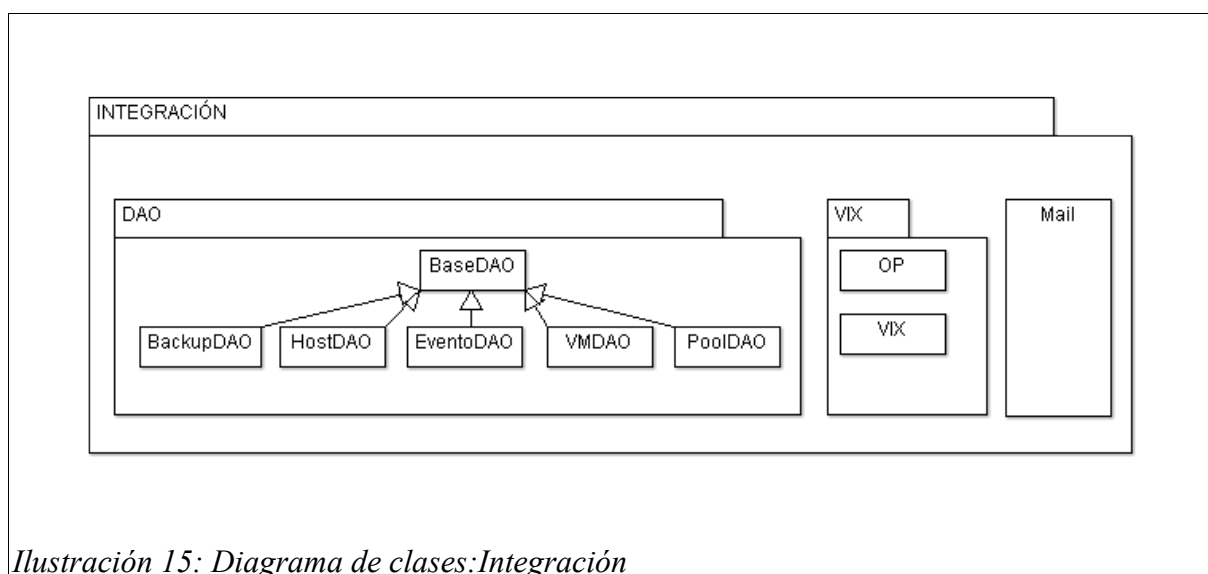 INTEGRACIÓN
DAO
VIX
Mail
BaseDAO
OP
BackupDAO
HostDAO
EventoDAO
VMDAO
PoolDAO
VIX
Ilustración 15: Diagrama de clases:Integración